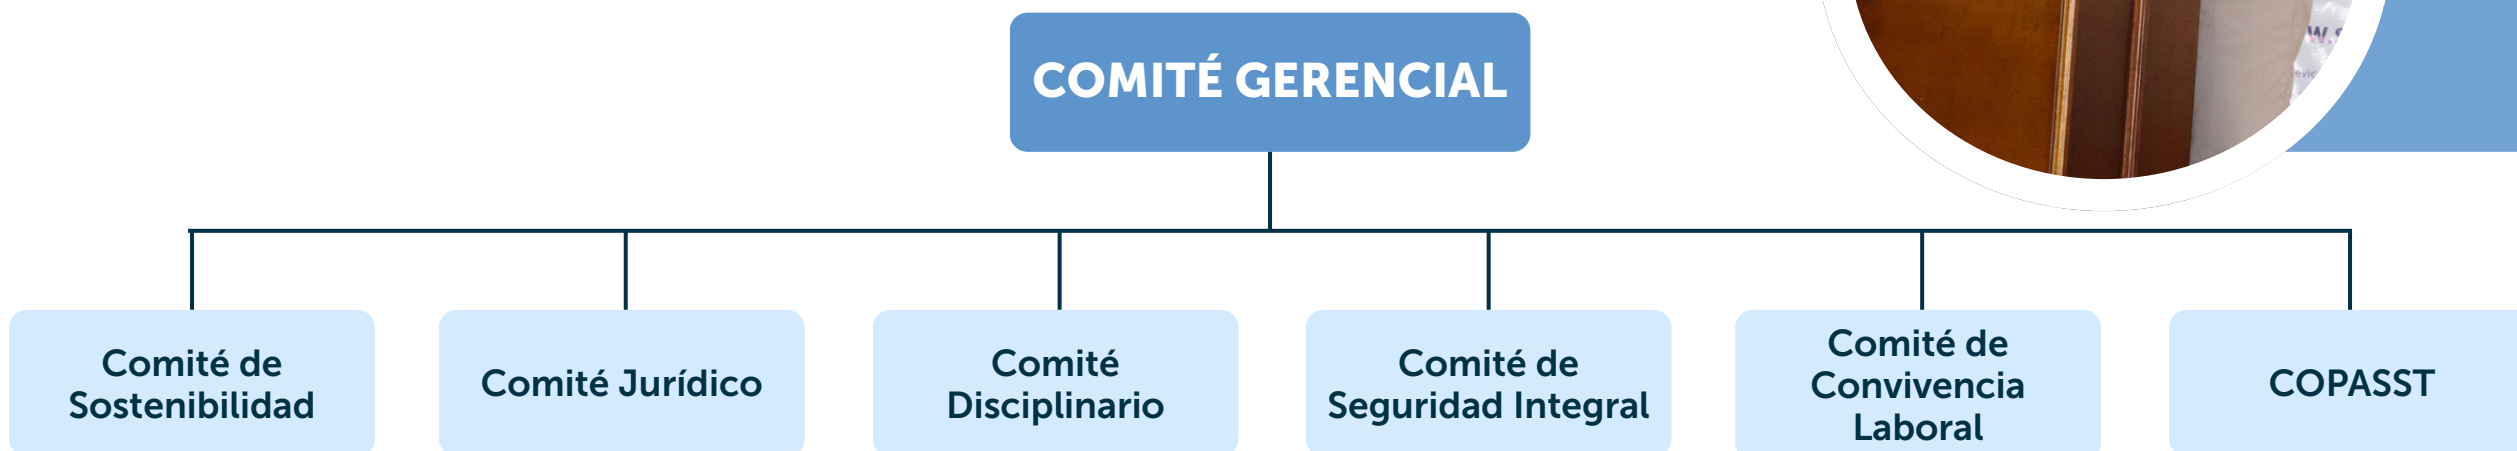 COMITÉ GERENCIAL
Comité de
Sostenibilidad
Comité Jurídico
Comité
Disciplinario
Comité de
Seguridad Integral
Comité de
Convivencia
Laboral
COPASST